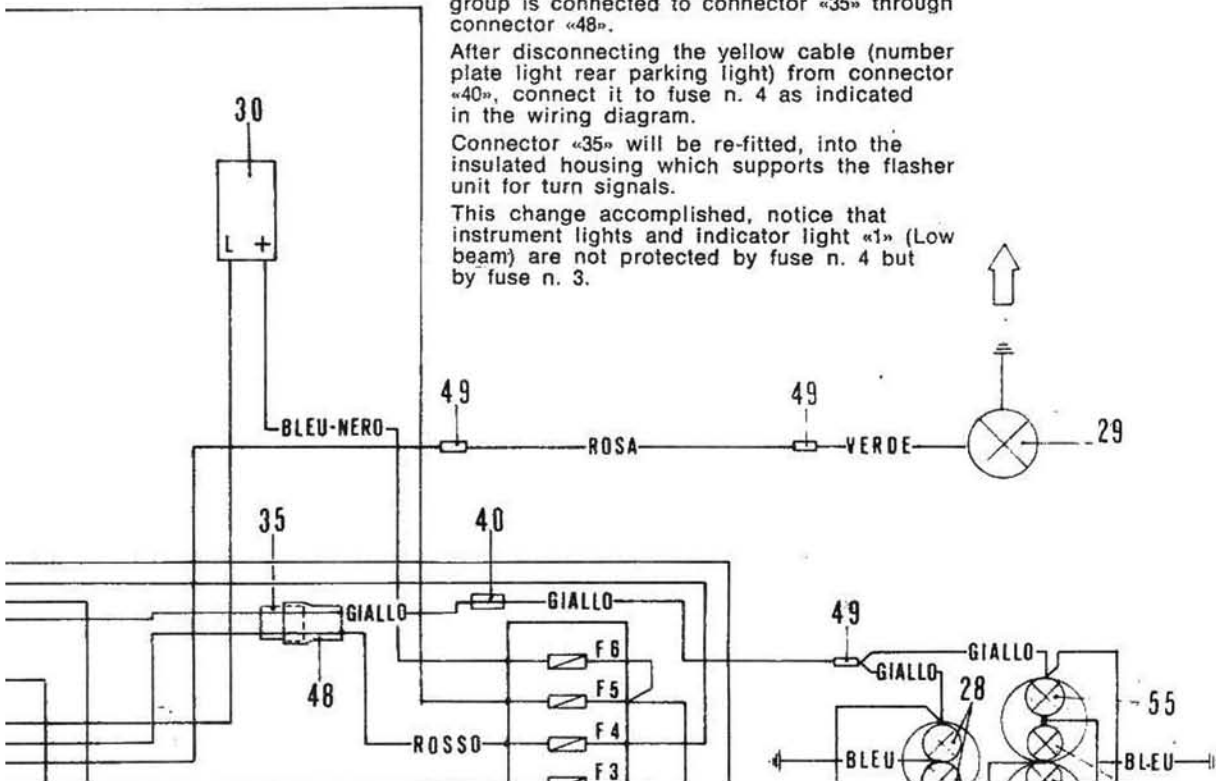 group is connected to connector «35» through
connector «48».
After disconnecting the yellow cable (number
plate light rear parking light) from connector
«40», connect it to fuse n. 4 as indicated
in the wiring diagram.
Connector «35» will be re-fitted, into the
insulated housing which supports the flasher
unit for turn signals.
This change accomplished, notice that
instrument lights and indicator light «1» (Low
beam) are not protected by fuse n. 4 but
by fuse n. 3.
30
L +
49
49
BLEU-NERO
ROSA
VERDE
29
35
40
GIALLO
GIALLO
49
F 6
GIALLO
GIALLO
48
F 5
28
55
ROSSO
F 4
BLEU
BLEU
F 3